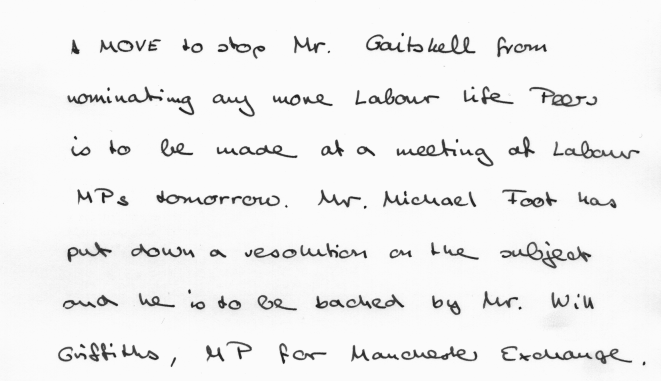 A MOVE to stop Mr. Gaitskell from
nominating any more Labour life Peers
is to be made at a meeting of Labour
MPs tomorrow. Mr. Michael Foot has
put down a resolution on the subject
and he is to be backed by Mr. Will
Griffiths, MP for Manchester Exchange.